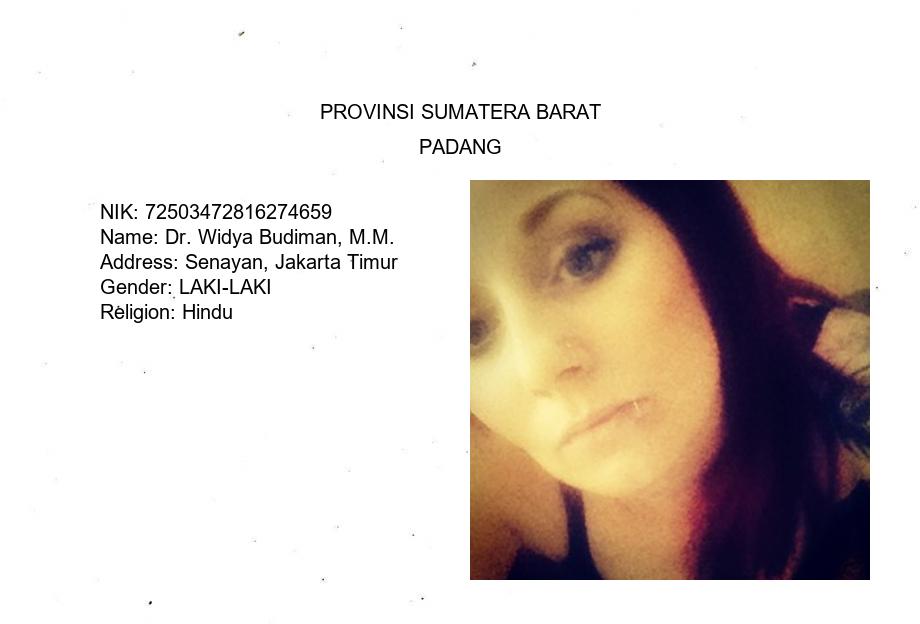 PROVINSI SUMATERA BARAT
PADANG
NIK: 72503472816274659
Name: Dr. Widya Budiman, M.M.
Address: Senayan, Jakarta Timur
Gender: LAKI-LAKI
Religion: Hindu